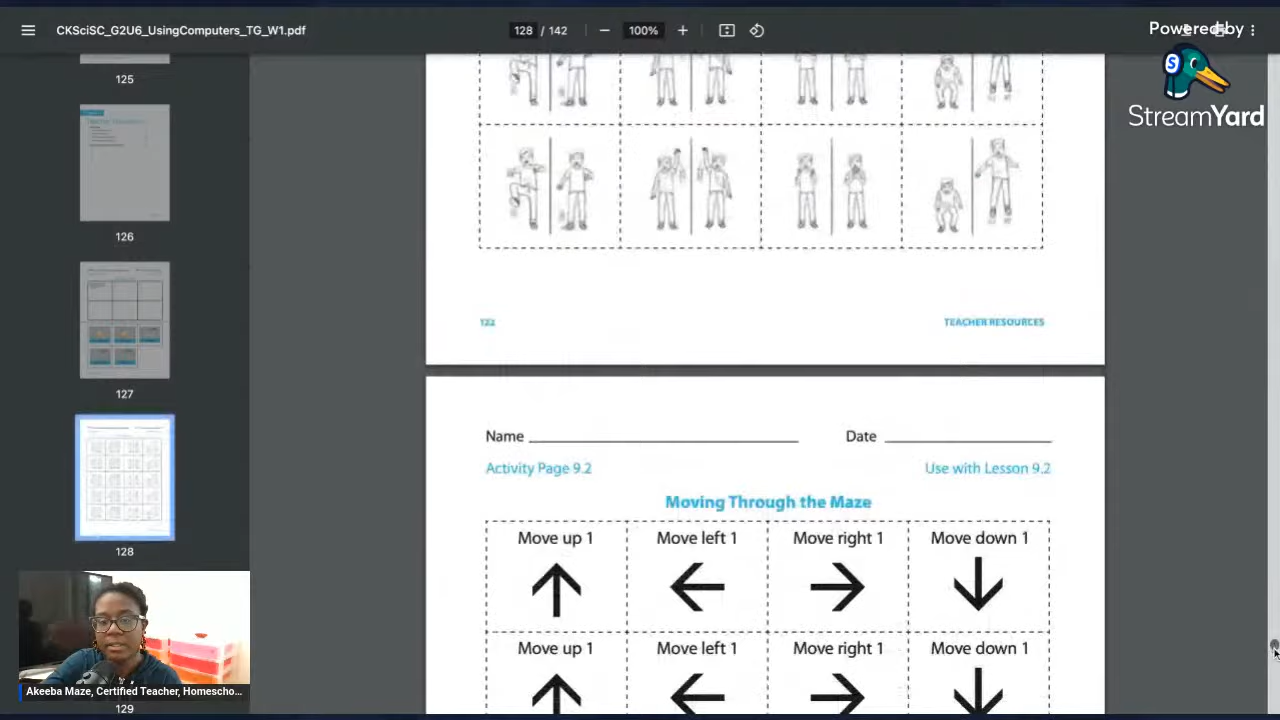 CKSciSC_G2U6_UsingComputers_TG_W1.pdf
128 / 142
100%
Powered by
StreamYard
125
126
127
128
129
122
TEACHER RESOURCES
Name
Date
Activity Page 9.2
Use with Lesson 9.2
Moving Through the Maze
Move up 1
Move left 1
Move right 1
Move down 1
Move up 1
Move left 1
Move right 1
Move down 1
Akeeba Maze, Certified Teacher, Homescho...